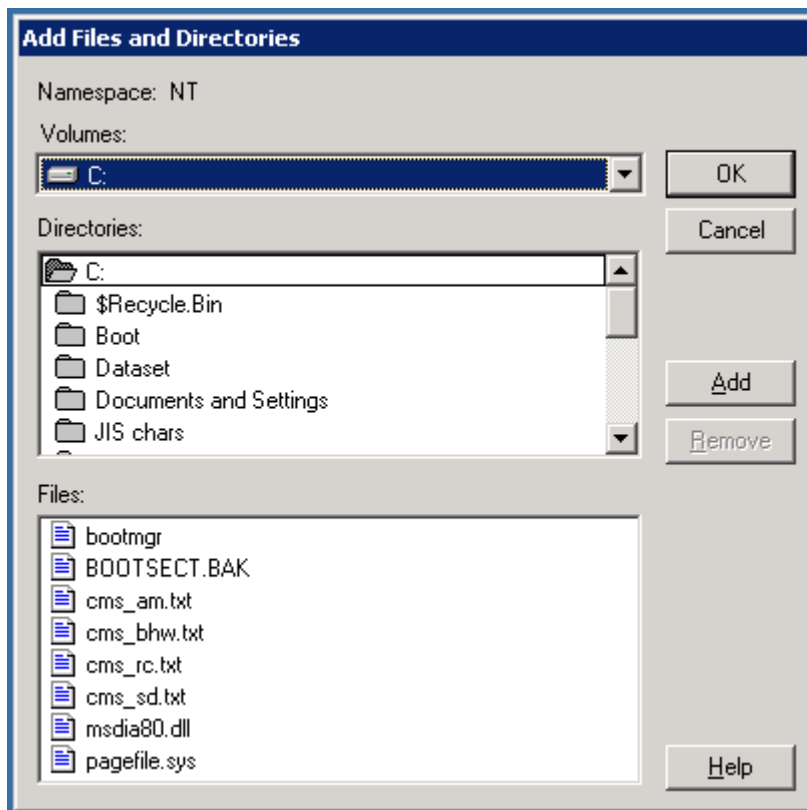 Add Files and Directories
Namespace: NT
Volumes:
C:
OK
Directories:
Cancel
C:
$Recycle.Bin
Boot
Dataset
Documents and Settings
JIS chars
Add
Remove
Files:
bootmgr
BOOTSECT.BAK
cms_am.txt
cms_bhw.txt
cms_rc.txt
cms_sd.txt
msdia80.dll
pagefile.sys
Help